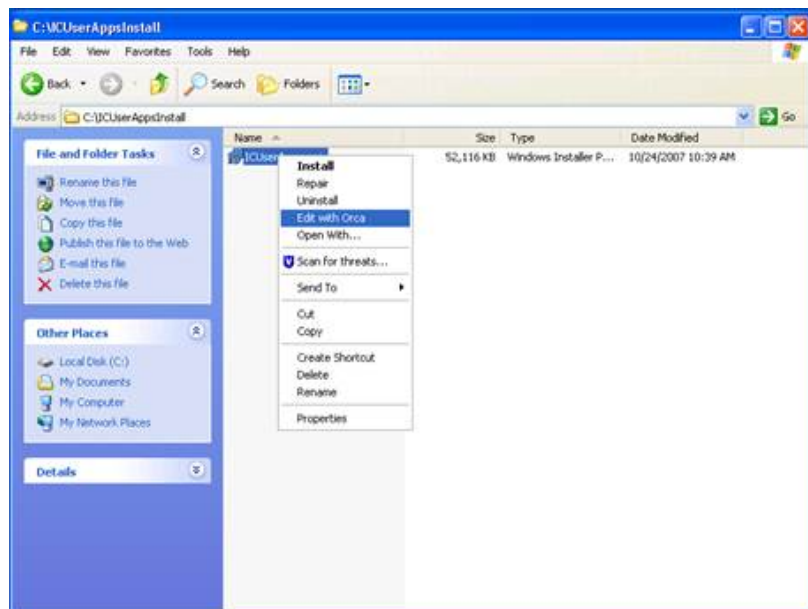 C:\ICUserAppsInstall
File Edit View Favorites Tools Help
Back Search Folders
Address C:\ICUserAppsInstall Go
Name Size Type Date Modified
File and Folder Tasks
Rename this file
Move this file
Copy this file
Publish this file to the Web
E-mail this file
Delete this file
Other Places
Local Disk (C:)
My Documents
My Computer
My Network Places
Details
52,116 KB Windows Installer P... 10/24/2007 10:39 AM
Install
Repair
Uninstall
Edit with Orca
Open With...
Scan for threats...
Send To
Cut
Copy
Create Shortcut
Delete
Rename
Properties